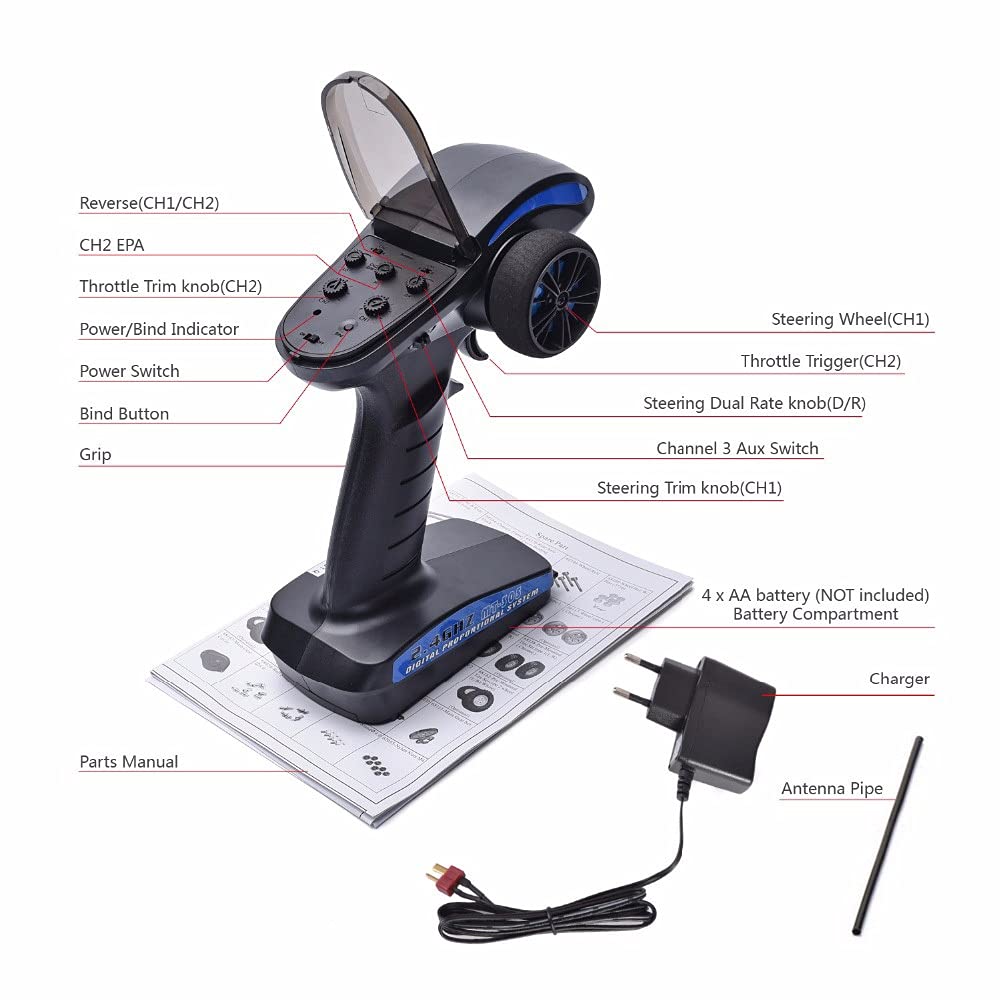 Reverse(CH1/CH2)
CH2 EPA
Throttle Trim knob(CH2)
Power/Bind Indicator
Power Switch
Bind Button
Grip
Steering Wheel(CH1)
Throttle Trigger(CH2)
Steering Dual Rate knob(D/R)
Channel 3 Aux Switch
Steering Trim knob(CH1)
Spare Part
2.4GHZ
DIGITAL PROPORTIONAL SYSTEM
4 x AA battery (NOT included)
Battery Compartment
Charger
Parts Manual
Antenna Pipe